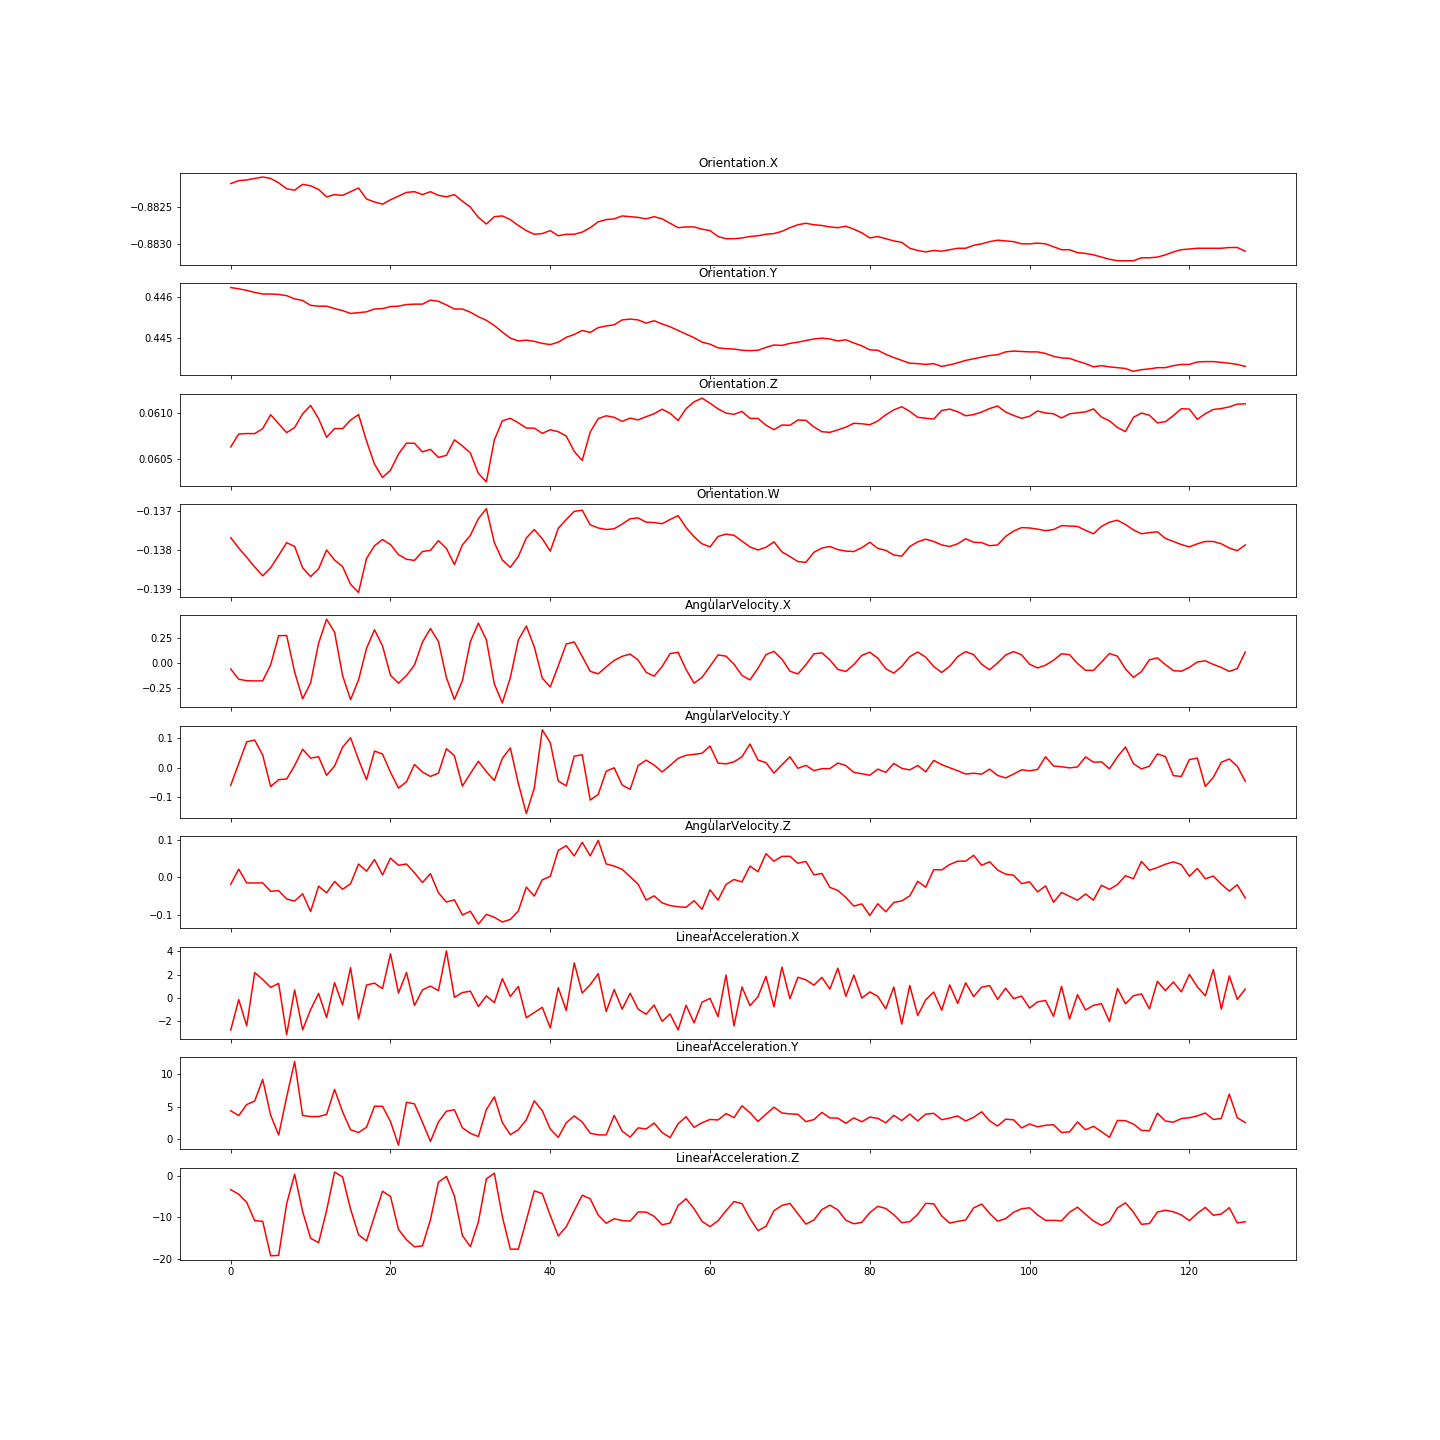 Orientation.X
−0.8825
−0.8830
Orientation.Y
0.446
0.445
Orientation.Z
0.0610
0.0605
Orientation.W
−0.137
−0.138
−0.139
AngularVelocity.X
0.25
0.00
−0.25
AngularVelocity.Y
0.1
0.0
−0.1
AngularVelocity.Z
0.1
0.0
−0.1
LinearAcceleration.X
4
2
0
−2
LinearAcceleration.Y
10
5
0
LinearAcceleration.Z
0
−10
−20
0 20 40 60 80 100 120